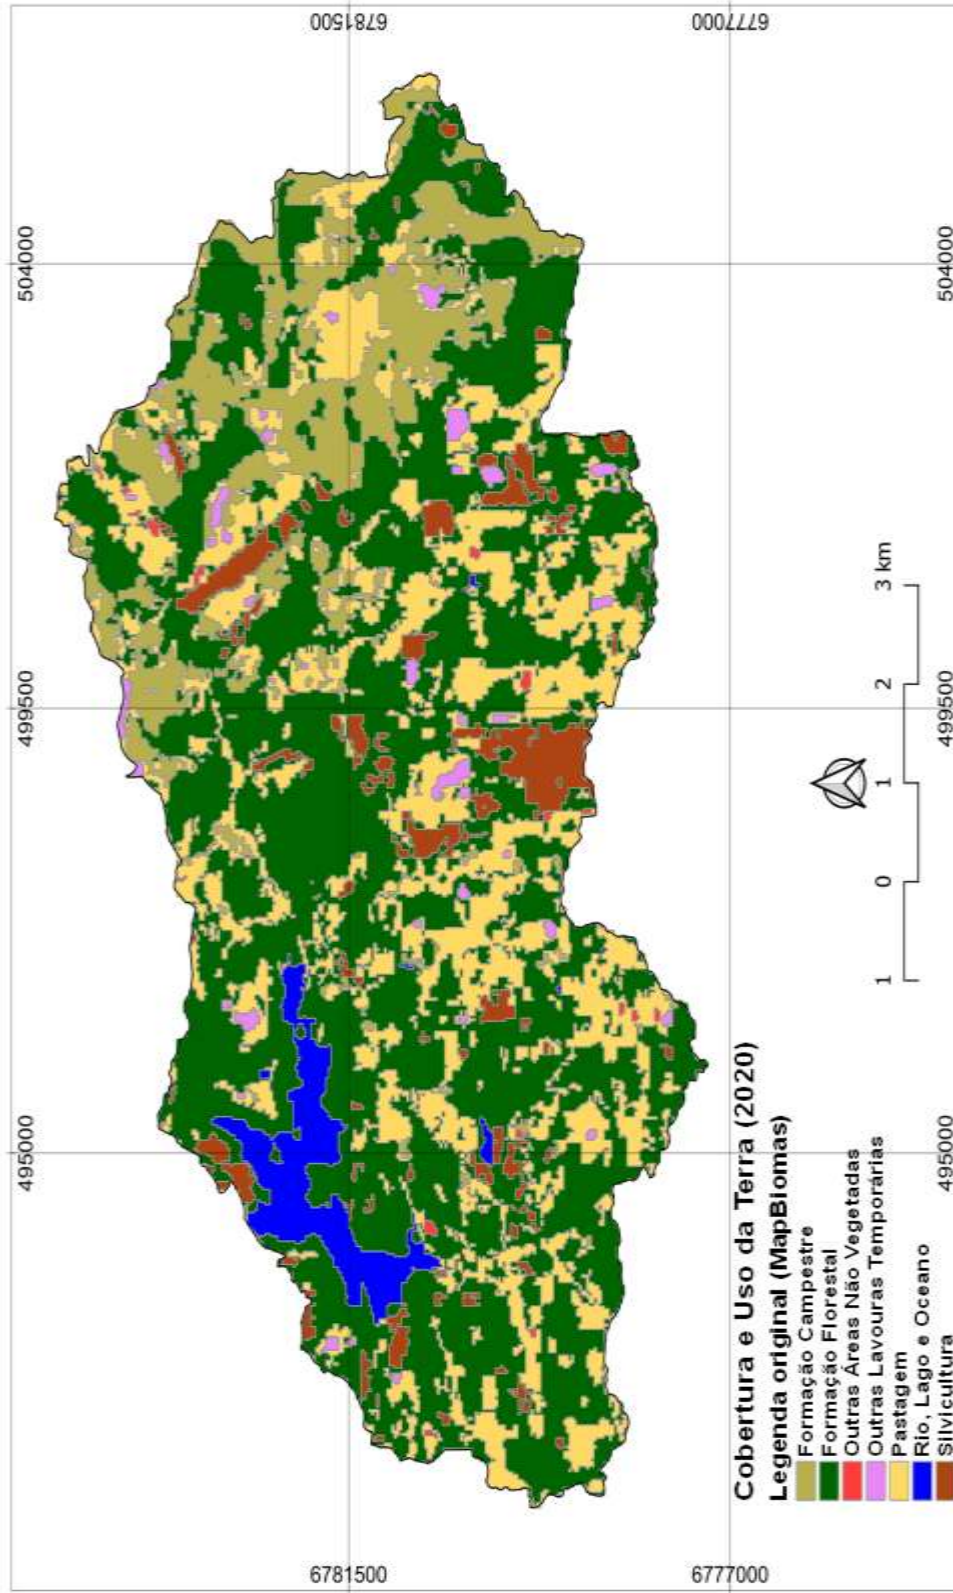 495000
499500
504000
6781500
6781500
6777000
6777000
Cobertura e Uso da Terra (2020)
Legenda original (MapBiomas)
Formação Campestre
Formação Florestal
Outras Áreas Não Vegetadas
Outras Lavouras Temporárias
Pastagem
Rio, Lago e Oceano
Silvicultura
1 0 1 2 3 km
495000
499500
504000